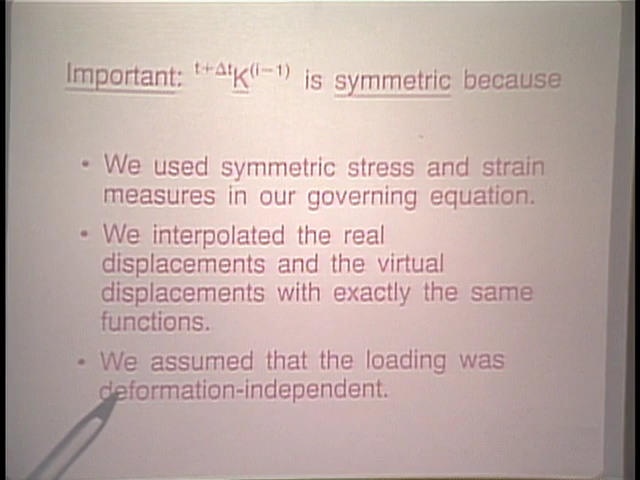 Important: ᵗ⁺ᐃᵗK⁽ⁱ⁻¹⁾ is symmetric because
• We used symmetric stress and strain
measures in our governing equation.
• We interpolated the real
displacements and the virtual
displacements with exactly the same
functions.
• We assumed that the loading was
deformation-independent.